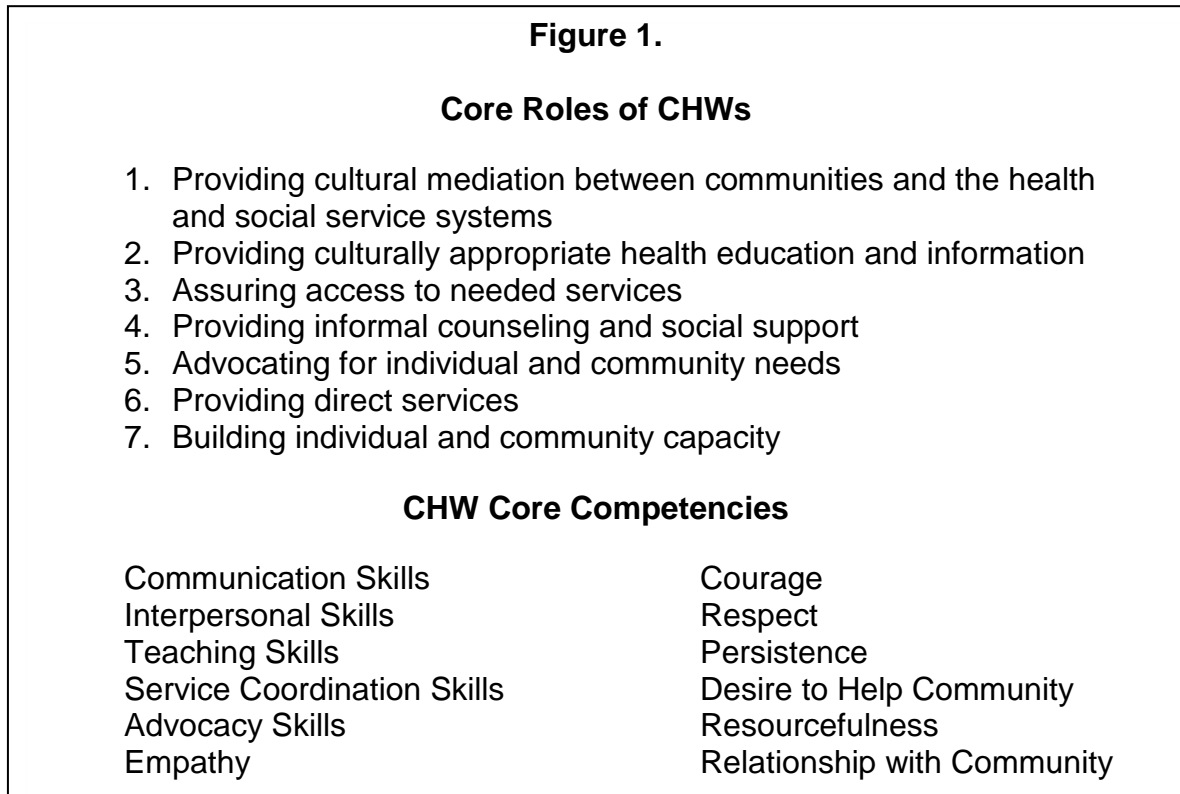 Figure 1.
Core Roles of CHWs
1. Providing cultural mediation between communities and the health
and social service systems
2. Providing culturally appropriate health education and information
3. Assuring access to needed services
4. Providing informal counseling and social support
5. Advocating for individual and community needs
6. Providing direct services
7. Building individual and community capacity
CHW Core Competencies
Communication Skills
Interpersonal Skills
Teaching Skills
Service Coordination Skills
Advocacy Skills
Empathy
Courage
Respect
Persistence
Desire to Help Community
Resourcefulness
Relationship with Community